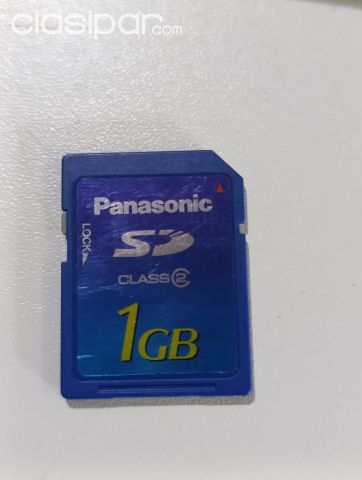 clasipar.com
Panasonic
LOCK
SD
CLASS 2
1GB